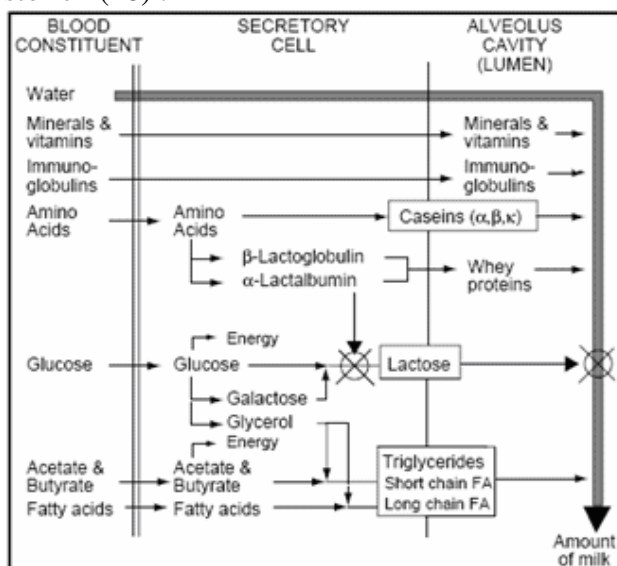 BLOOD
CONSTITUENT
SECRETORY
CELL
ALVEOLUS
CAVITY
(LUMEN)
Water
Minerals &
vitamins
Minerals &
vitamins
Immuno-
globulins
Immuno-
globulins
Amino
Acids
Amino
Acids
Caseins (α,β,κ)
β-Lactoglobulin
α-Lactalbumin
Whey
proteins
Energy
Glucose
Glucose
Lactose
Galactose
Glycerol
Energy
Acetate &
Butyrate
Acetate &
Butyrate
Triglycerides
Short chain FA
Long chain FA
Fatty acids
Fatty acids
Amount
of milk